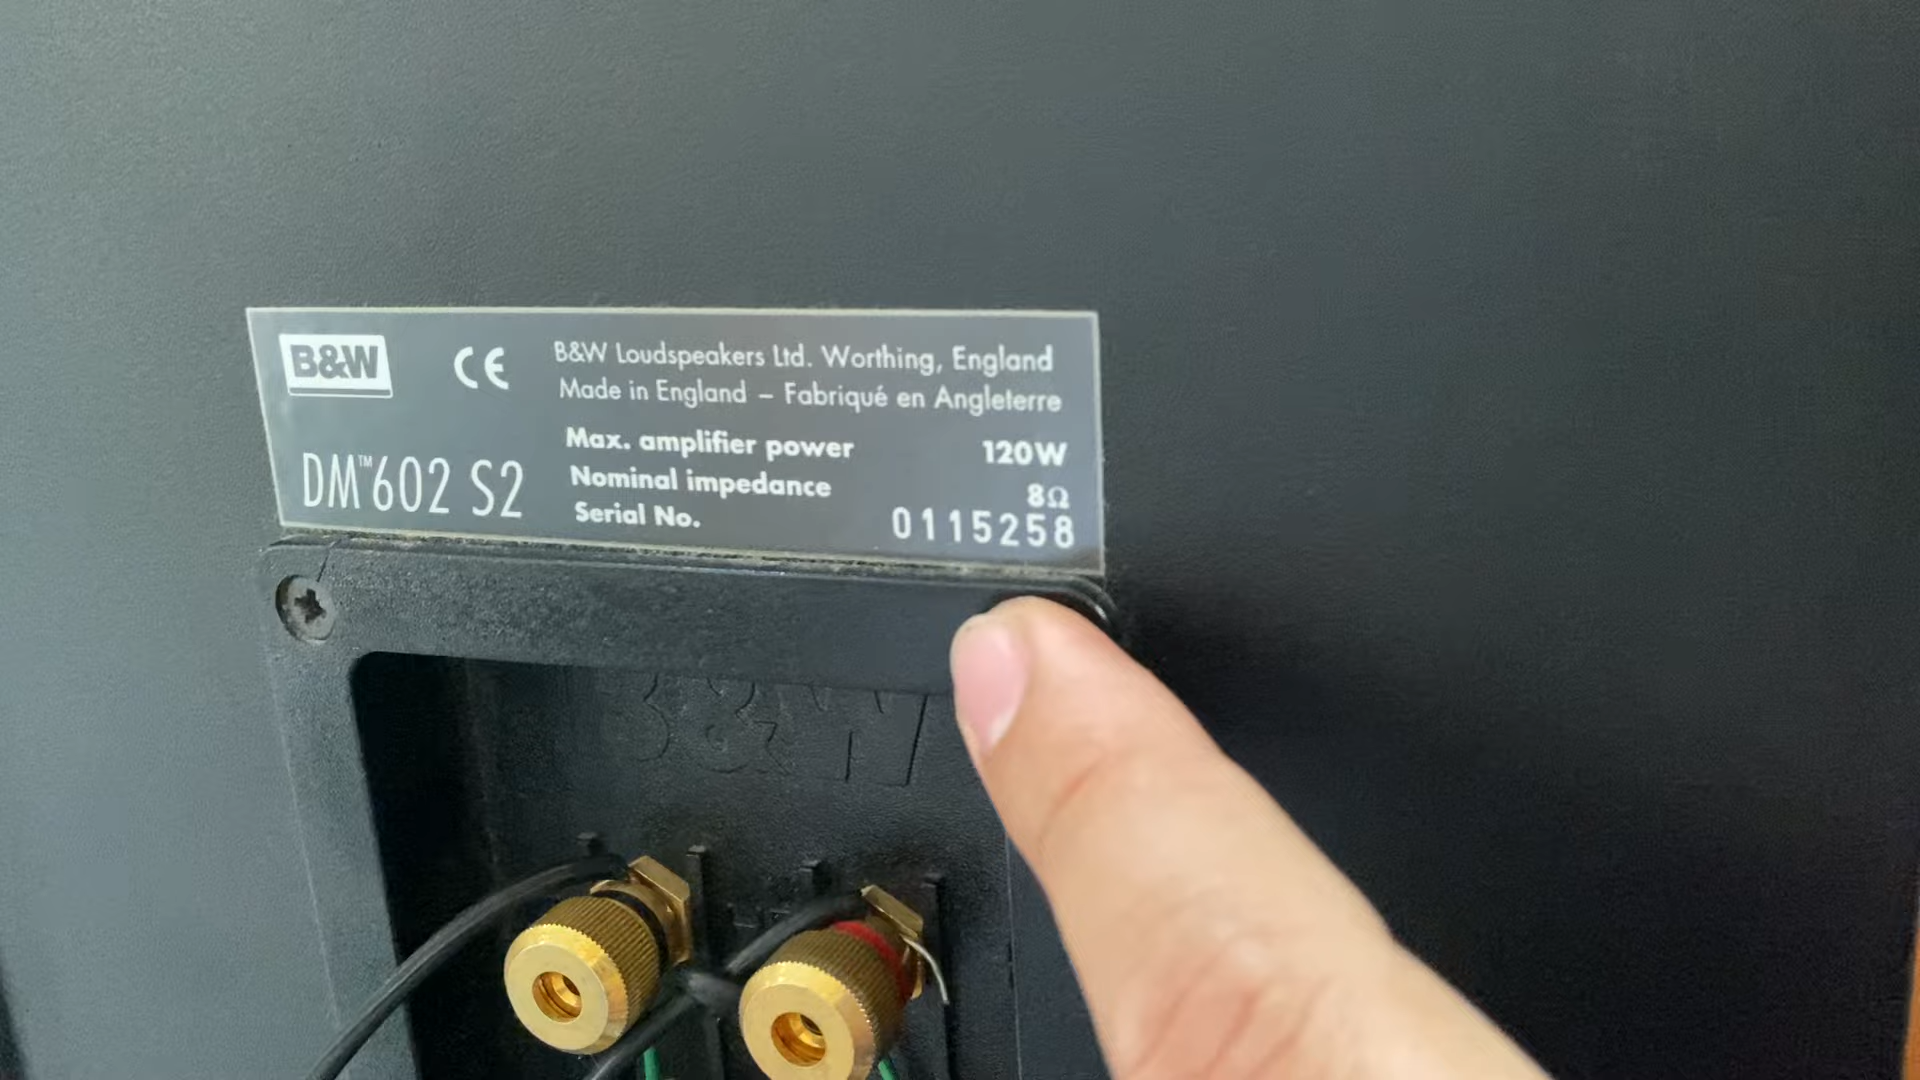 B&W
CE
B&W Loudspeakers Ltd. Worthing, England
Made in England – Fabriqué en Angleterre
DM™602 S2
Max. amplifier power 120W
Nominal impedance 8Ω
Serial No. 0115258
B&W